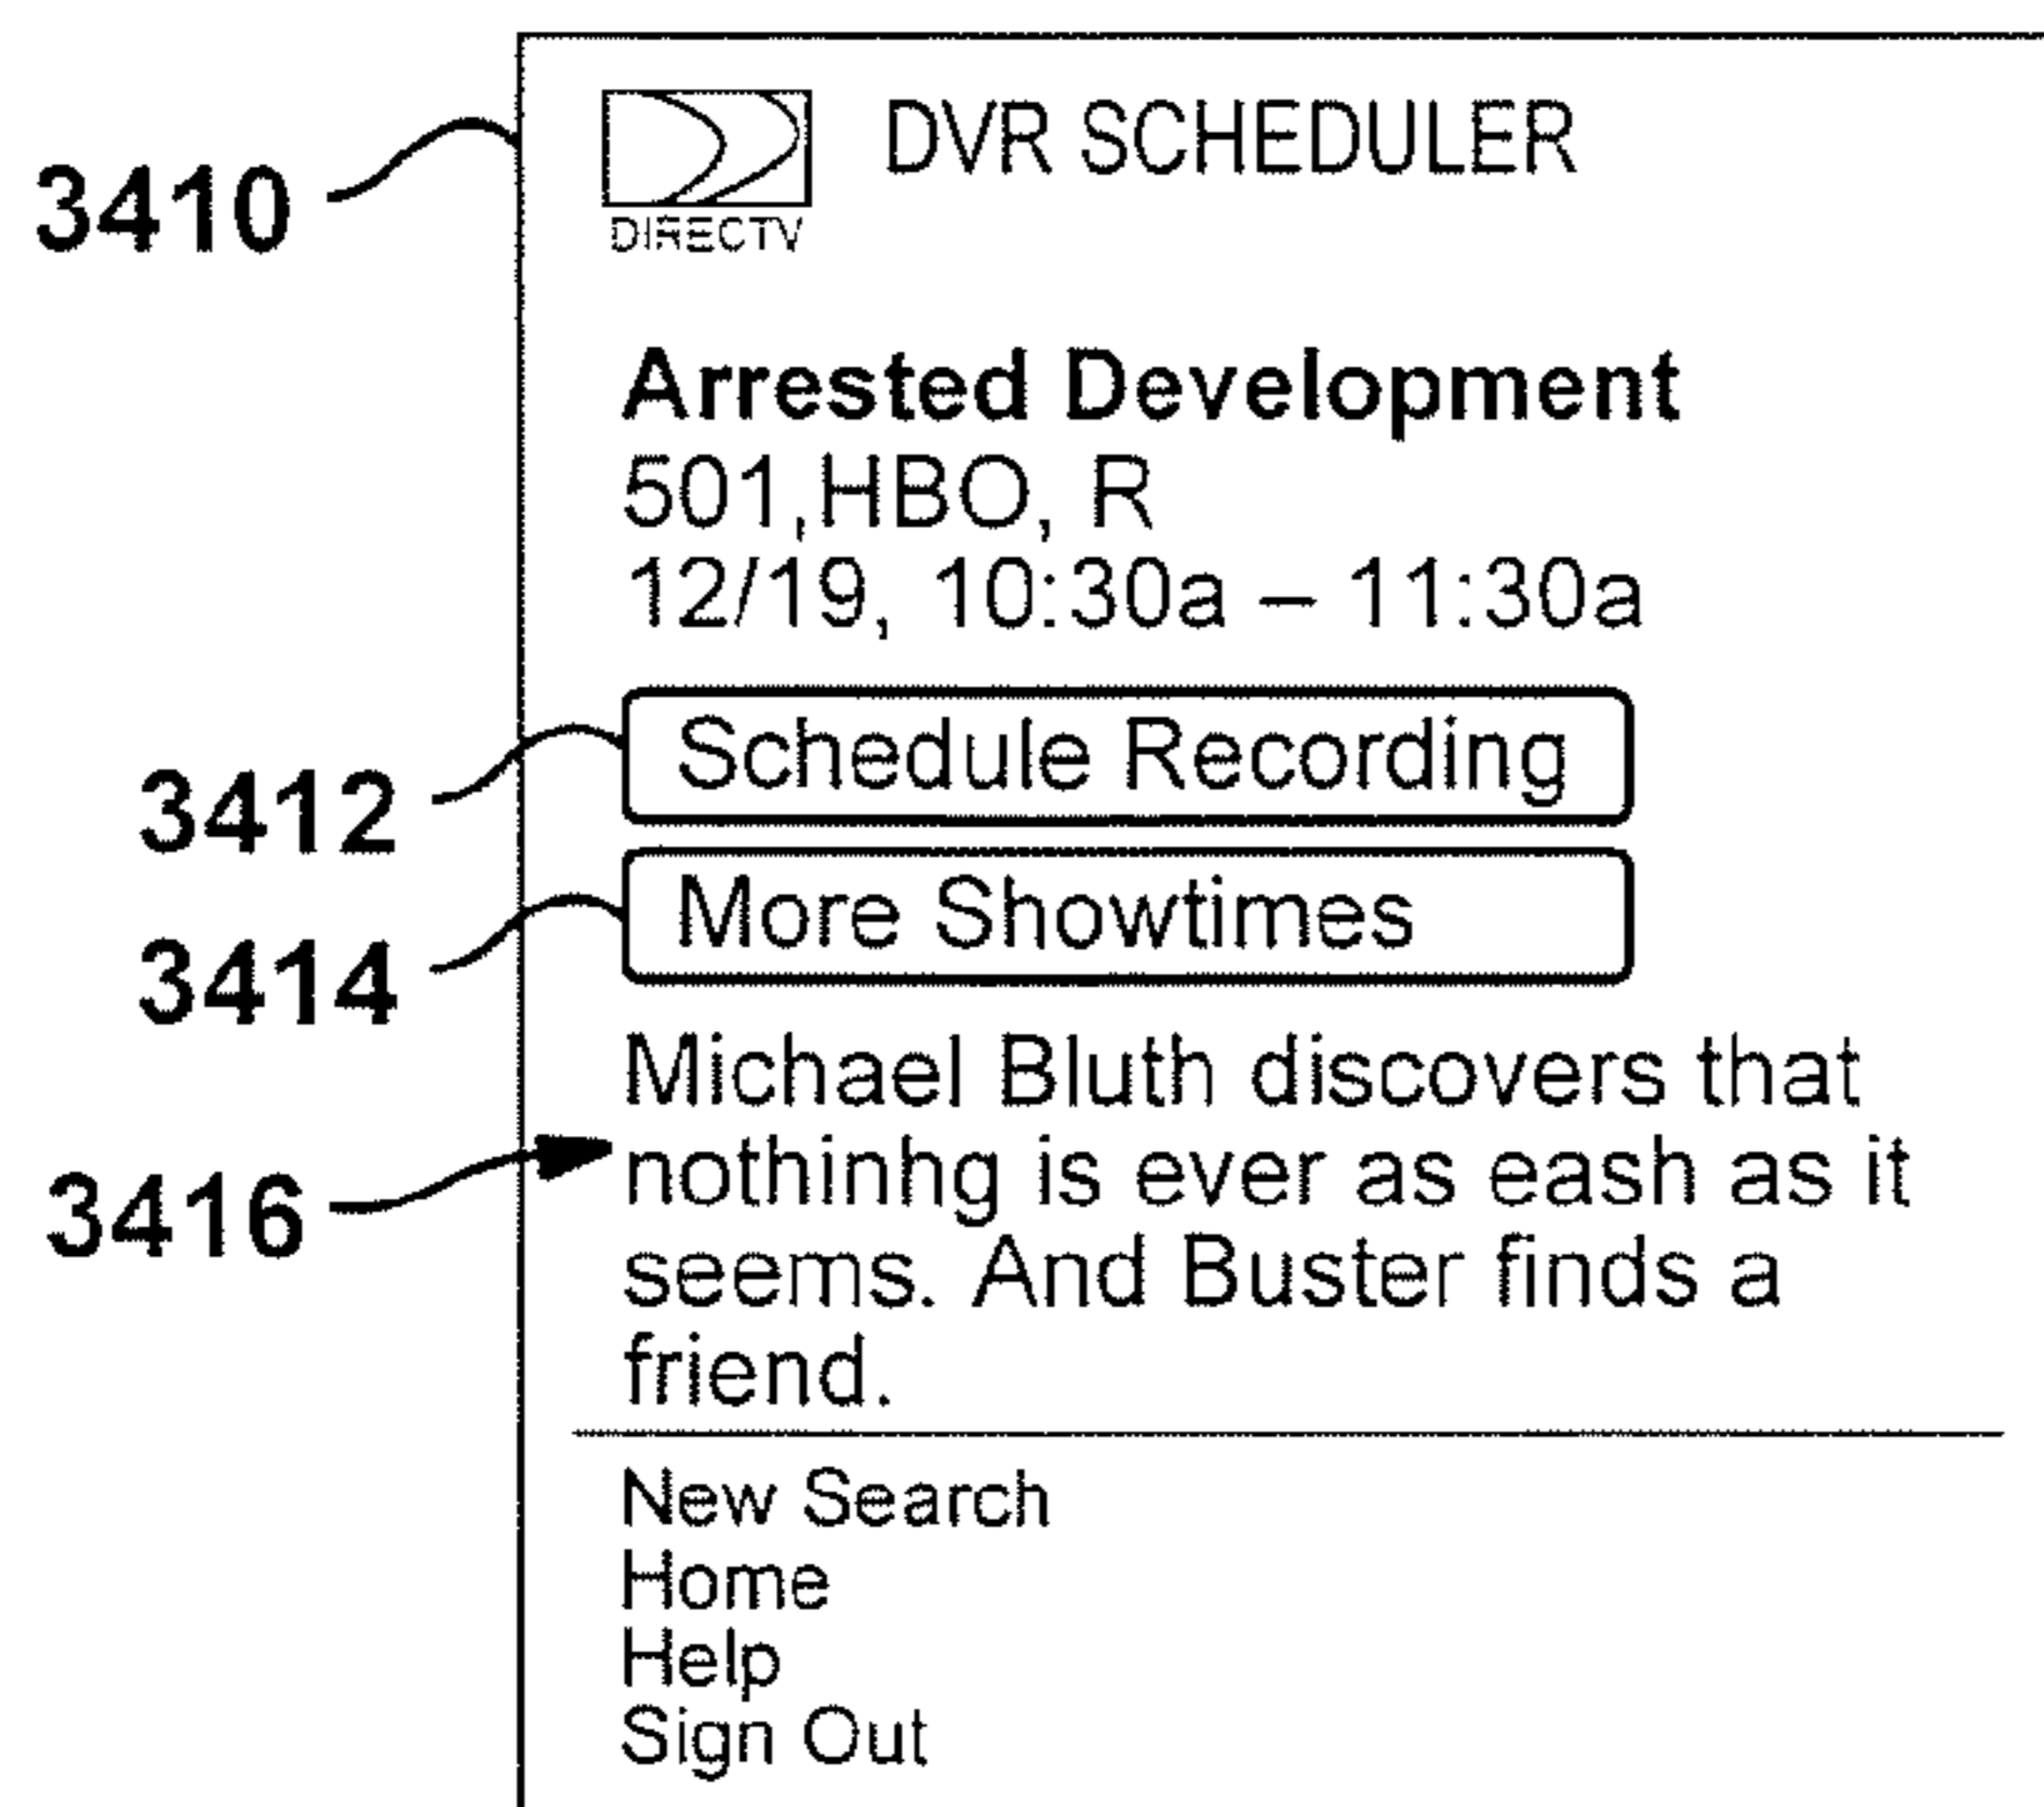 3410
DVR SCHEDULER
DIRECTV
Arrested Development
501,HBO, R
12/19, 10:30a – 11:30a
3412
Schedule Recording
3414
More Showtimes
Michael Bluth discovers that
3416
nothinhg is ever as eash as it
seems. And Buster finds a
friend.
New Search
Home
Help
Sign Out